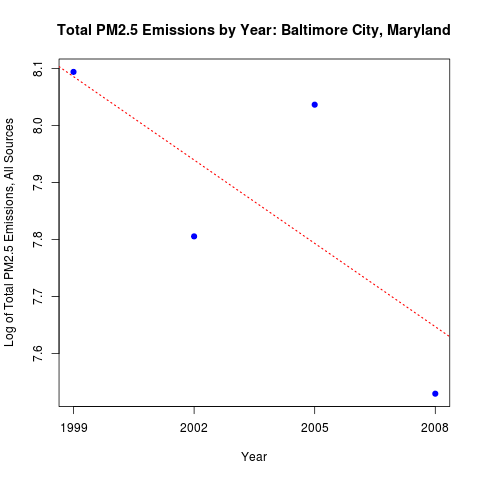 Total PM2.5 Emissions by Year: Baltimore City, Maryland
Log of Total PM2.5 Emissions, All Sources
8.1
8.0
7.9
7.8
7.7
7.6
1999 2002 2005 2008
Year